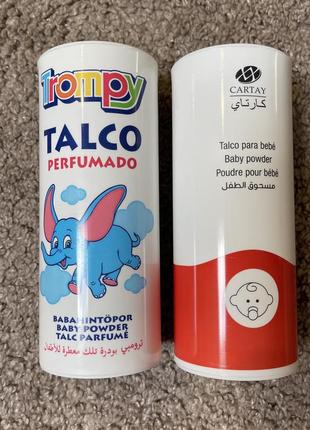 Trompy
TALCO
PERFUMADO
BABAHINTÖPOR
BABY POWDER
TALC PARFUMÉ
ترومبي بودرة تلك معطرة للأطفال
CARTAY
كارتاي
Talco para bebé
Baby powder
Poudre pour bébé
مسحوق الطفل